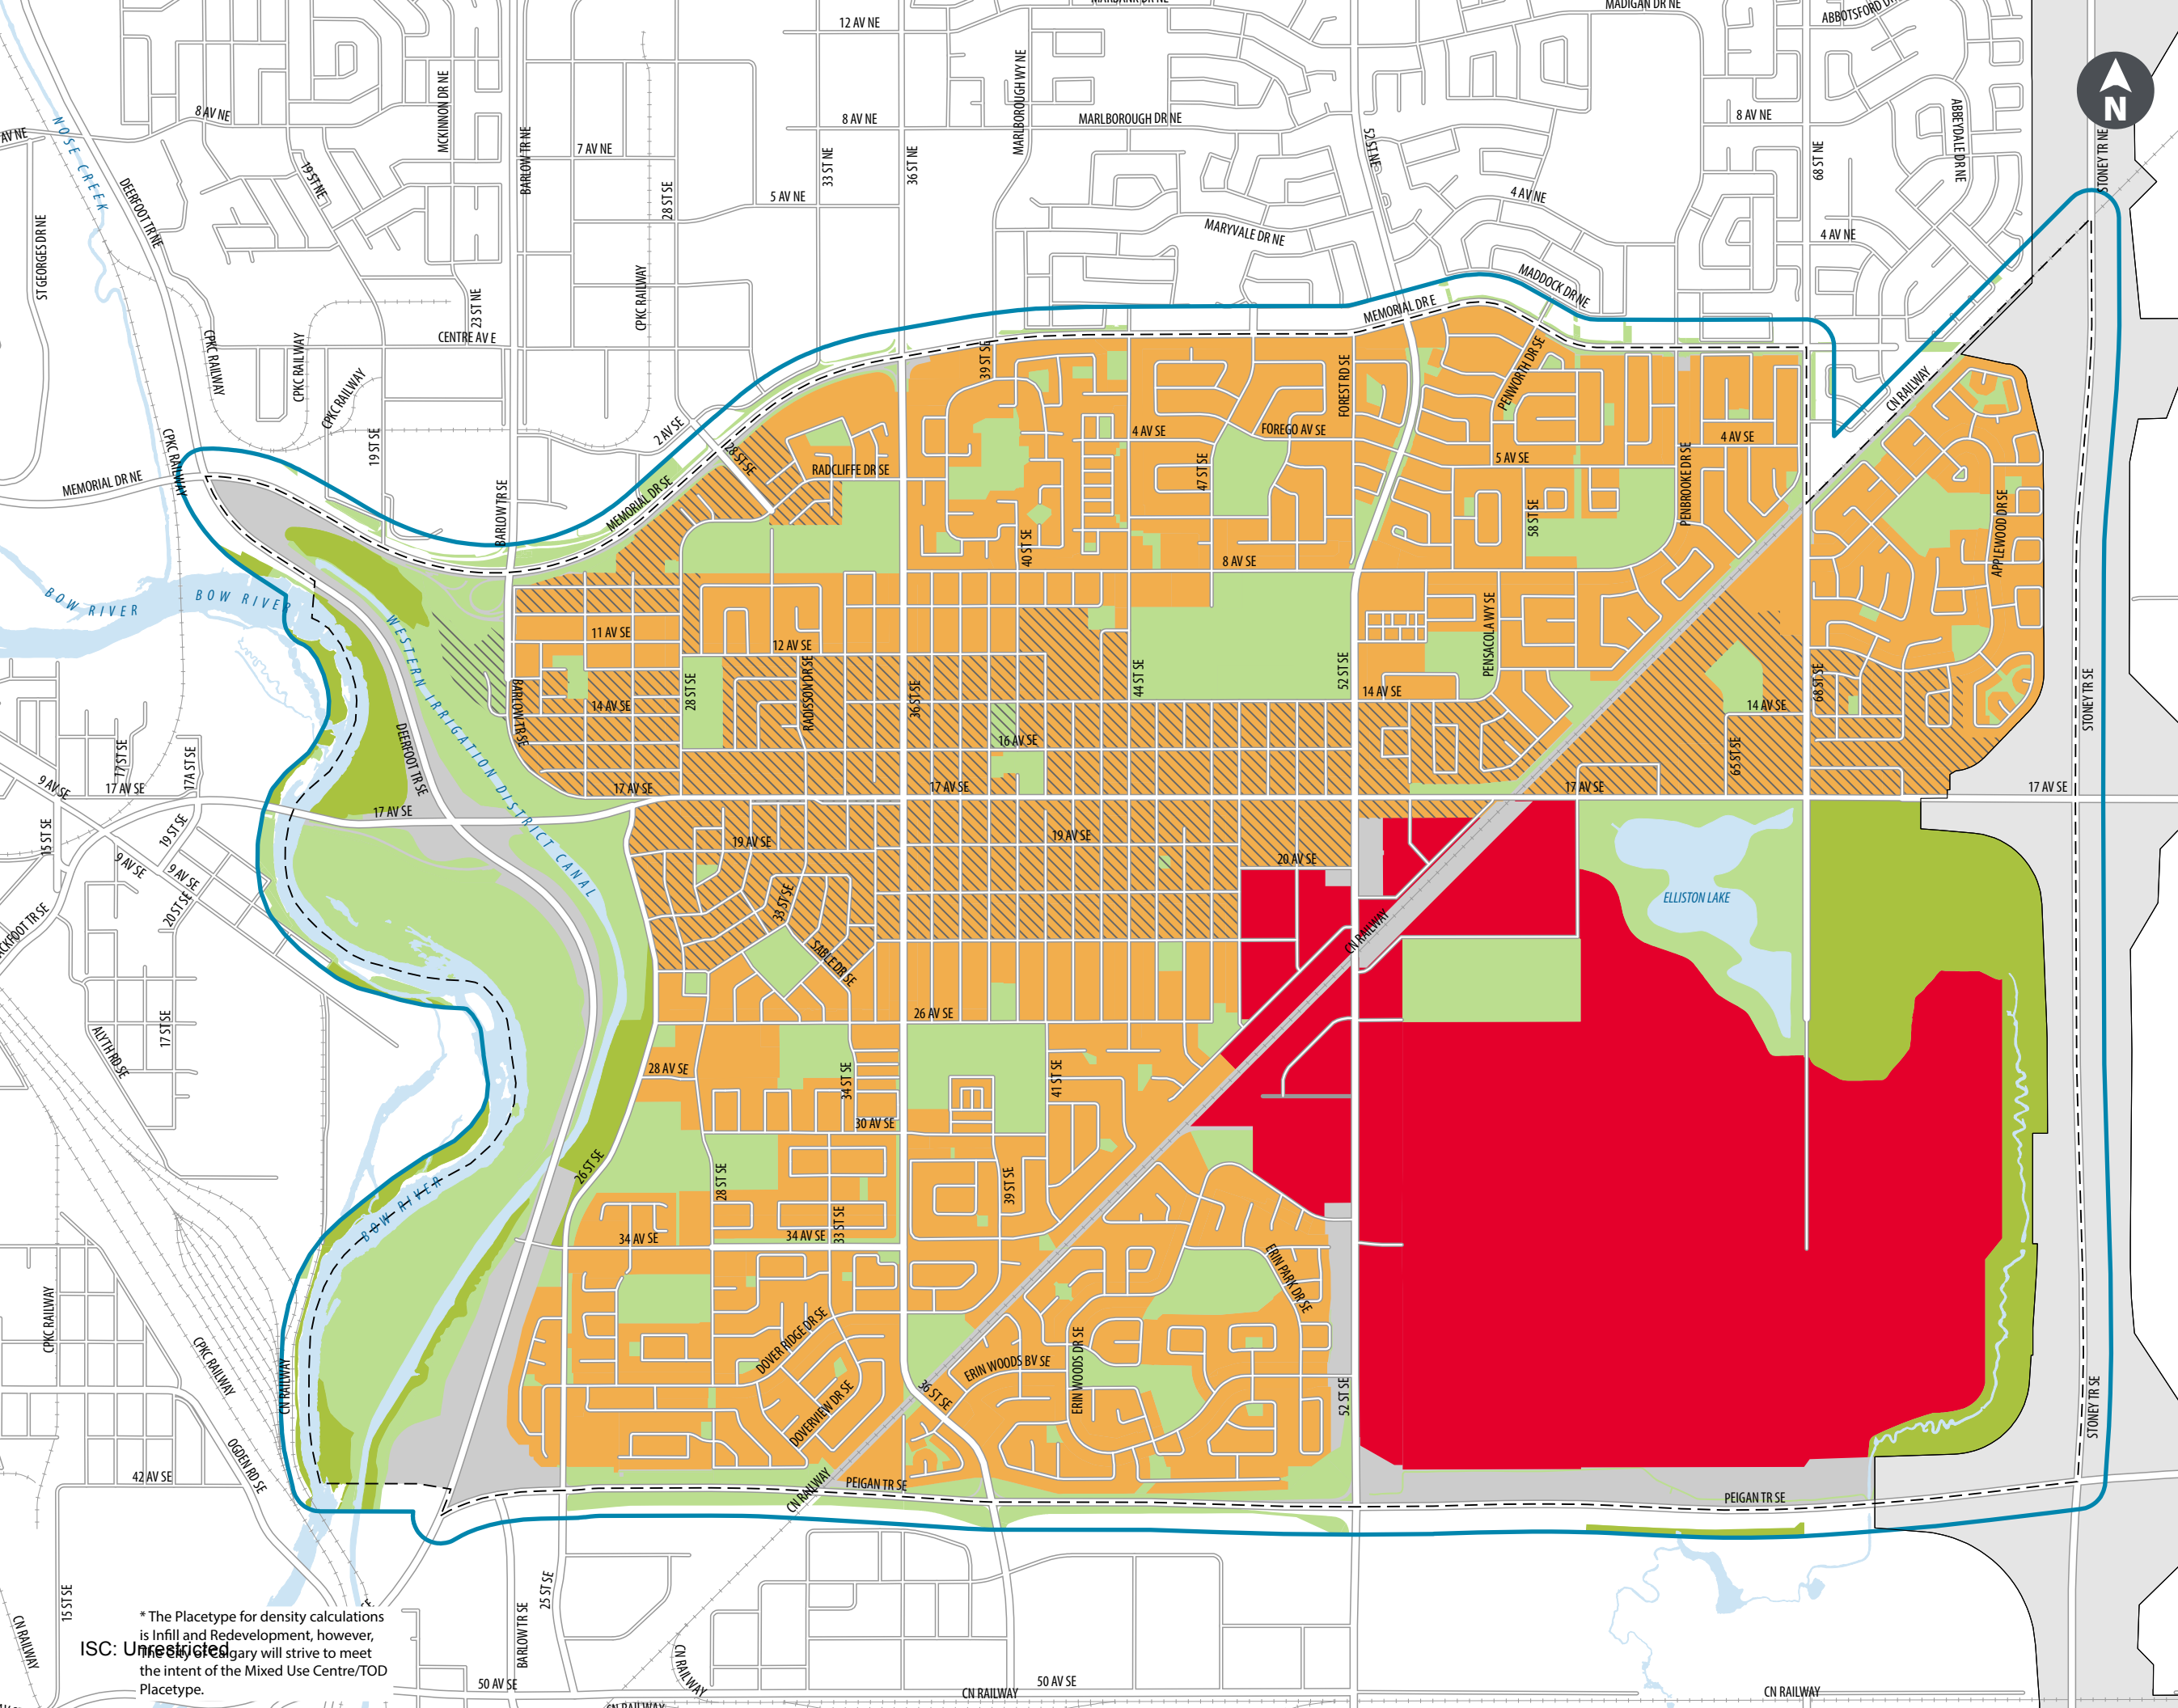 MARBANK DR NE
MADIGAN DR NE
ABBOTSFORD DR
12 AV NE
8 AV NE
AV NE
NOSE CREEK
MCKINNON DR NE
BARLOW TR NE
7 AV NE
8 AV NE
MARLBOROUGH WY NE
MARLBOROUGH DR NE
52 ST NE
8 AV NE
68 ST NE
ABBEYDALE DR NE
STONEY TR NE
N
ST GEORGES DR NE
DEERFOOT TR NE
19 ST NE
28 ST SE
33 ST NE
36 ST NE
5 AV NE
MARYVALE DR NE
4 AV NE
4 AV NE
MADDOCK DR NE
CPKC RAILWAY
CPKC RAILWAY
CPKC RAILWAY
CPKC RAILWAY
23 ST NE
CENTRE AV E
19 ST SE
2 AV SE
MEMORIAL DR E
39 ST SE
FOREST RD SE
PENWORTH DR SE
CN RAILWAY
MEMORIAL DR NE
CPKC RAILWAY
BARLOW TR SE
MEMORIAL DR SE
28 ST SE
RADCLIFFE DR SE
4 AV SE
FOREGO AV SE
47 ST SE
5 AV SE
58 ST SE
PENBROOKE DR SE
4 AV SE
APPLEWOOD DR SE
40 ST SE
8 AV SE
BOW RIVER
BOW RIVER
WESTERN IRRIGATION DISTRICT CANAL
11 AV SE
12 AV SE
14 AV SE
BARLOW TR SE
28 ST SE
RADISSON DR SE
36 ST SE
16 AV SE
44 ST SE
52 ST SE
14 AV SE
PENSACOLA WY SE
14 AV SE
65 ST SE
68 ST SE
STONEY TR SE
DEERFOOT TR SE
17 ST SE
17A ST SE
9 AV SE
17 AV SE
17 AV SE
17 AV SE
17 AV SE
17 AV SE
17 AV SE
15 ST SE
19 ST SE
9 AV SE
9 AV SE
20 ST SE
19 AV SE
19 AV SE
20 AV SE
33 ST SE
SABLE DR SE
CN RAILWAY
ELLISTON LAKE
ALYTH RD SE
17 ST SE
26 AV SE
28 AV SE
34 ST SE
41 ST SE
30 AV SE
26 ST SE
28 ST SE
39 ST SE
33 ST SE
34 AV SE
34 AV SE
BOW RIVER
ERIN PARK DR SE
CPKC RAILWAY
CPKC RAILWAY
CN RAILWAY
DOVER RIDGE DR SE
DOVERVIEW DR SE
ERIN WOODS BV SE
ERIN WOODS DR SE
36 ST SE
52 ST SE
STONEY TR SE
OGDEN RD SE
42 AV SE
CN RAILWAY
PEIGAN TR SE
PEIGAN TR SE
15 ST SE
CN RAILWAY
25 ST SE
BARLOW TR SE
CN RAILWAY
50 AV SE
50 AV SE
CN RAILWAY
CN RAILWAY
CN RAILWAY
* The Placetype for density calculations
is Infill and Redevelopment, however,
ISC: Unrestricted
The City of Calgary will strive to meet
the intent of the Mixed Use Centre/TOD
Placetype.